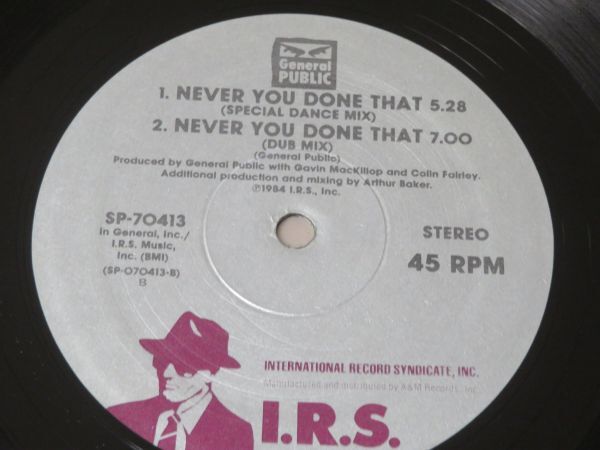 General
PUBLIC
1. NEVER YOU DONE THAT 5.28
(SPECIAL DANCE MIX)
2. NEVER YOU DONE THAT 7.00
(DUB MIX)
(General Public)
Produced by General Public with Gavin MacKillop and Colin Fairley.
Additional production and mixing by Arthur Baker.
℗1984 I.R.S., Inc.
SP-70413
In General, Inc./
I.R.S. Music,
Inc. (BMI)
(SP-070413-B)
B
STEREO
45 RPM
INTERNATIONAL RECORD SYNDICATE, INC.
Manufactured and distributed by A&M Records, Inc.
I.R.S.